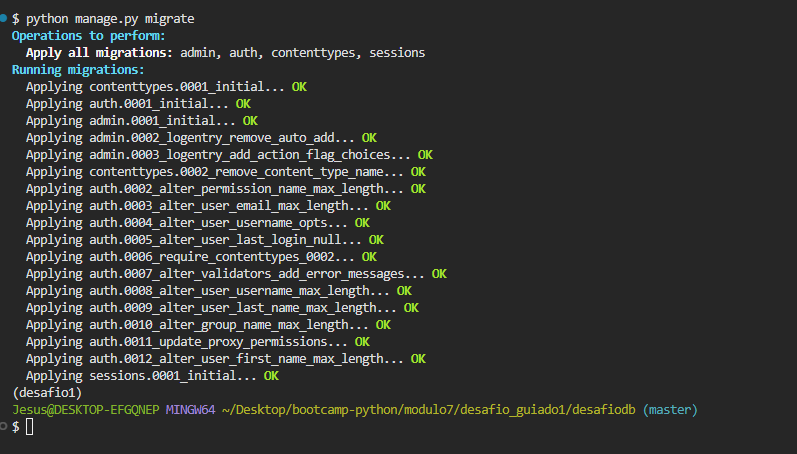 $ python manage.py migrate
Operations to perform:
  Apply all migrations: admin, auth, contenttypes, sessions
Running migrations:
  Applying contenttypes.0001_initial... OK
  Applying auth.0001_initial... OK
  Applying admin.0001_initial... OK
  Applying admin.0002_logentry_remove_auto_add... OK
  Applying admin.0003_logentry_add_action_flag_choices... OK
  Applying contenttypes.0002_remove_content_type_name... OK
  Applying auth.0002_alter_permission_name_max_length... OK
  Applying auth.0003_alter_user_email_max_length... OK
  Applying auth.0004_alter_user_username_opts... OK
  Applying auth.0005_alter_user_last_login_null... OK
  Applying auth.0006_require_contenttypes_0002... OK
  Applying auth.0007_alter_validators_add_error_messages... OK
  Applying auth.0008_alter_user_username_max_length... OK
  Applying auth.0009_alter_user_last_name_max_length... OK
  Applying auth.0010_alter_group_name_max_length... OK
  Applying auth.0011_update_proxy_permissions... OK
  Applying auth.0012_alter_user_first_name_max_length... OK
  Applying sessions.0001_initial... OK
(desafio1)
Jesus@DESKTOP-EFGQNEP MINGW64 ~/Desktop/bootcamp-python/modulo7/desafio_guiado1/desafiodb (master)
$